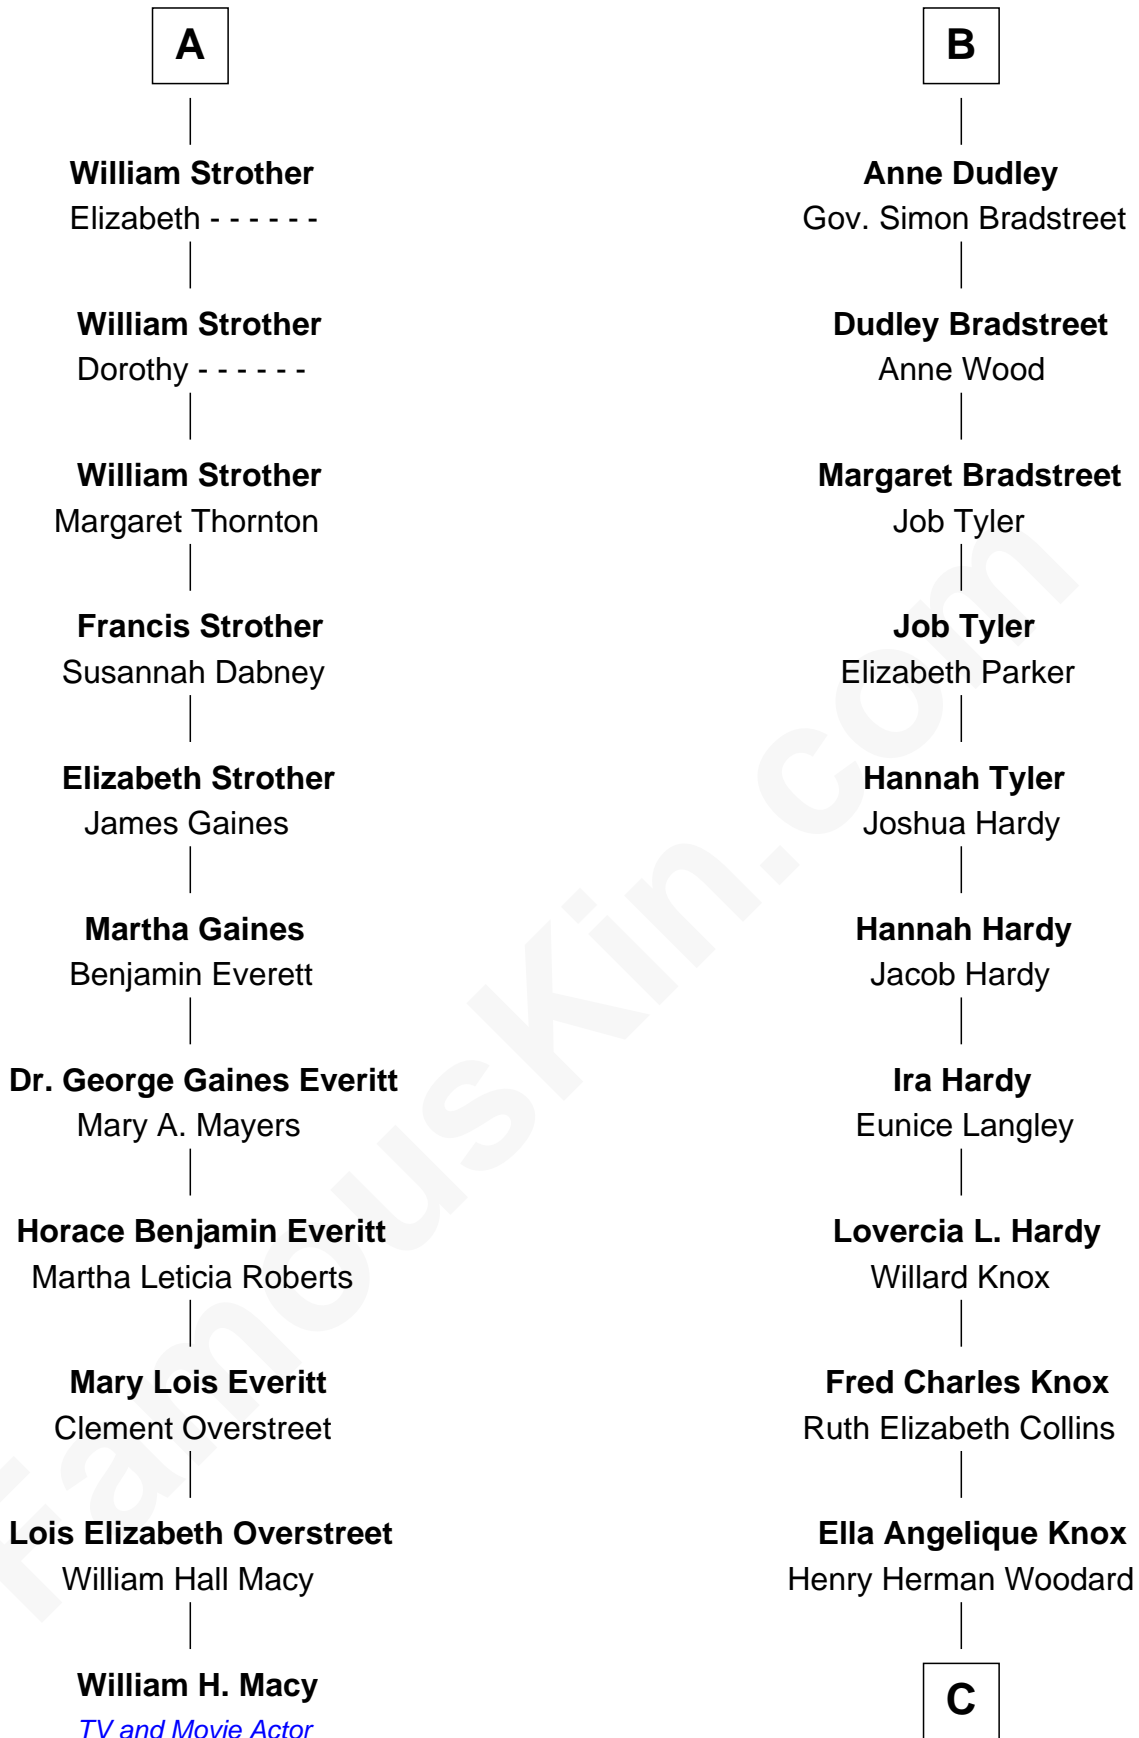 A
William Strother
Elizabeth - - - - - -
William Strother
Dorothy - - - - - -
William Strother
Margaret Thornton
Francis Strother
Susannah Dabney
Elizabeth Strother
James Gaines
Martha Gaines
Benjamin Everett
Dr. George Gaines Everitt
Mary A. Mayers
Horace Benjamin Everitt
Martha Leticia Roberts
Mary Lois Everitt
Clement Overstreet
Lois Elizabeth Overstreet
William Hall Macy
William H. Macy
TV and Movie Actor
B
Anne Dudley
Gov. Simon Bradstreet
Dudley Bradstreet
Anne Wood
Margaret Bradstreet
Job Tyler
Job Tyler
Elizabeth Parker
Hannah Tyler
Joshua Hardy
Hannah Hardy
Jacob Hardy
Ira Hardy
Eunice Langley
Lovercia L. Hardy
Willard Knox
Fred Charles Knox
Ruth Elizabeth Collins
Ella Angelique Knox
Henry Herman Woodard
C
FamousKin.com